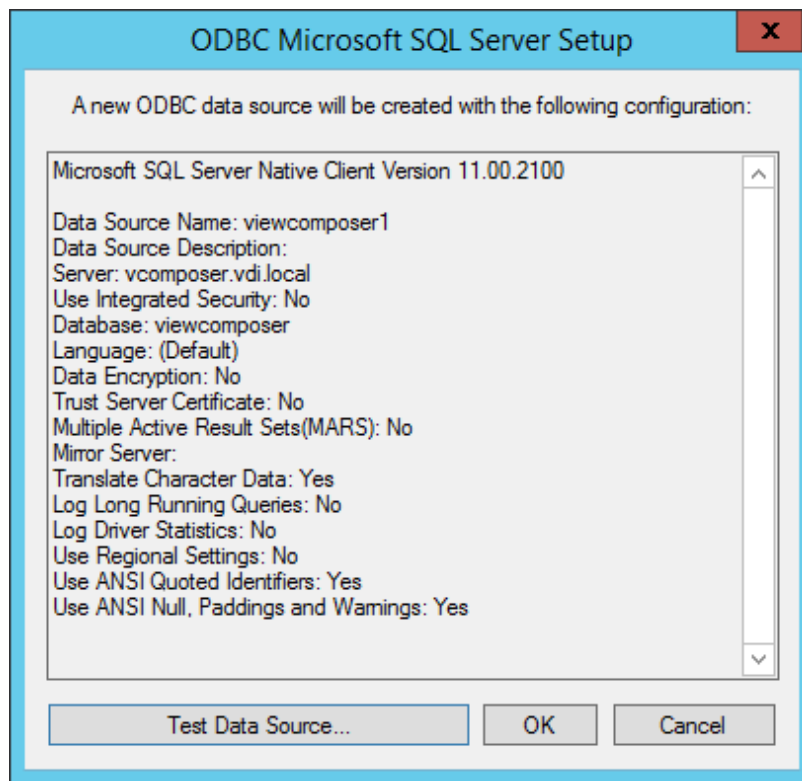 ODBC Microsoft SQL Server Setup
x
A new ODBC data source will be created with the following configuration:
Microsoft SQL Server Native Client Version 11.00.2100
Data Source Name: viewcomposer1
Data Source Description:
Server: vcomposer.vdi.local
Use Integrated Security: No
Database: viewcomposer
Language: (Default)
Data Encryption: No
Trust Server Certificate: No
Multiple Active Result Sets(MARS): No
Mirror Server:
Translate Character Data: Yes
Log Long Running Queries: No
Log Driver Statistics: No
Use Regional Settings: No
Use ANSI Quoted Identifiers: Yes
Use ANSI Null, Paddings and Warnings: Yes
Test Data Source... OK Cancel